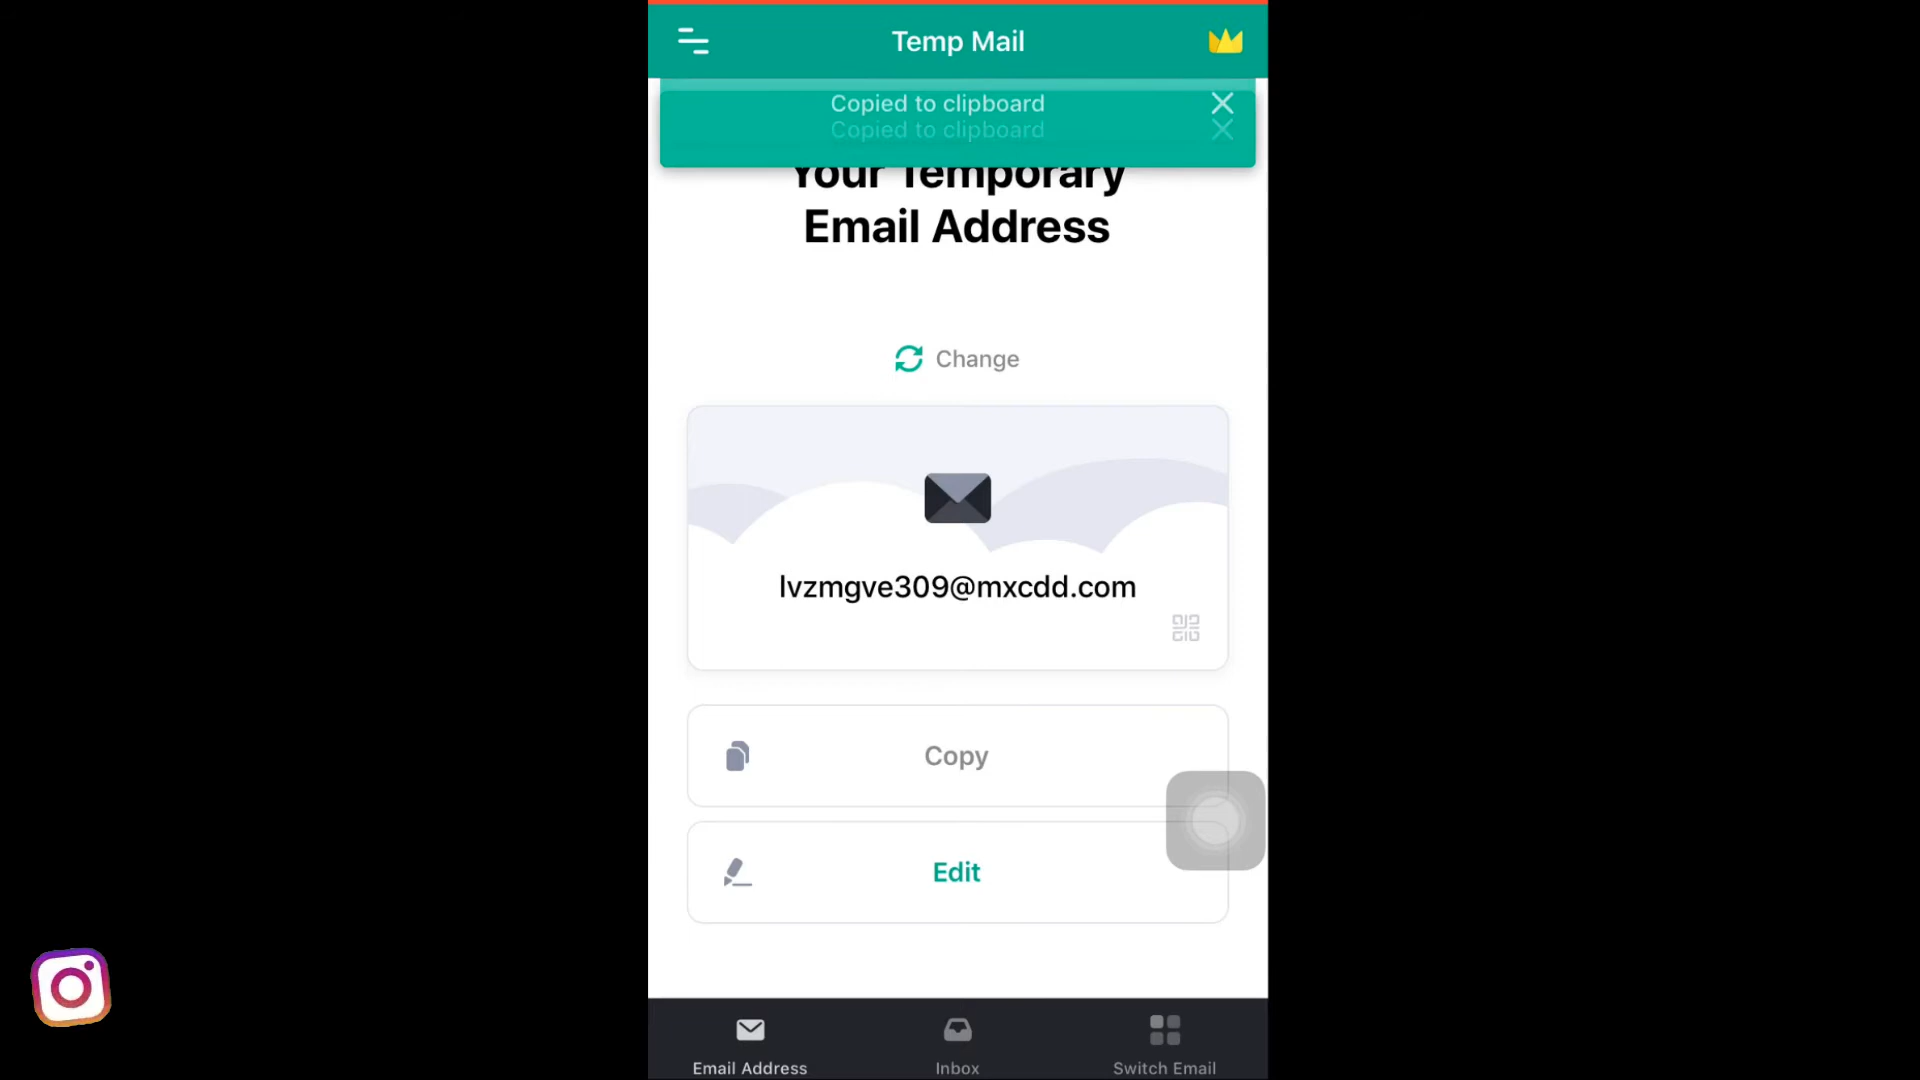 Temp Mail
Copied to clipboard
Copied to clipboard
Your Temporary
Email Address
Change
lvzmgve309@mxcdd.com
Copy
Edit
Email Address
Inbox
Switch Email